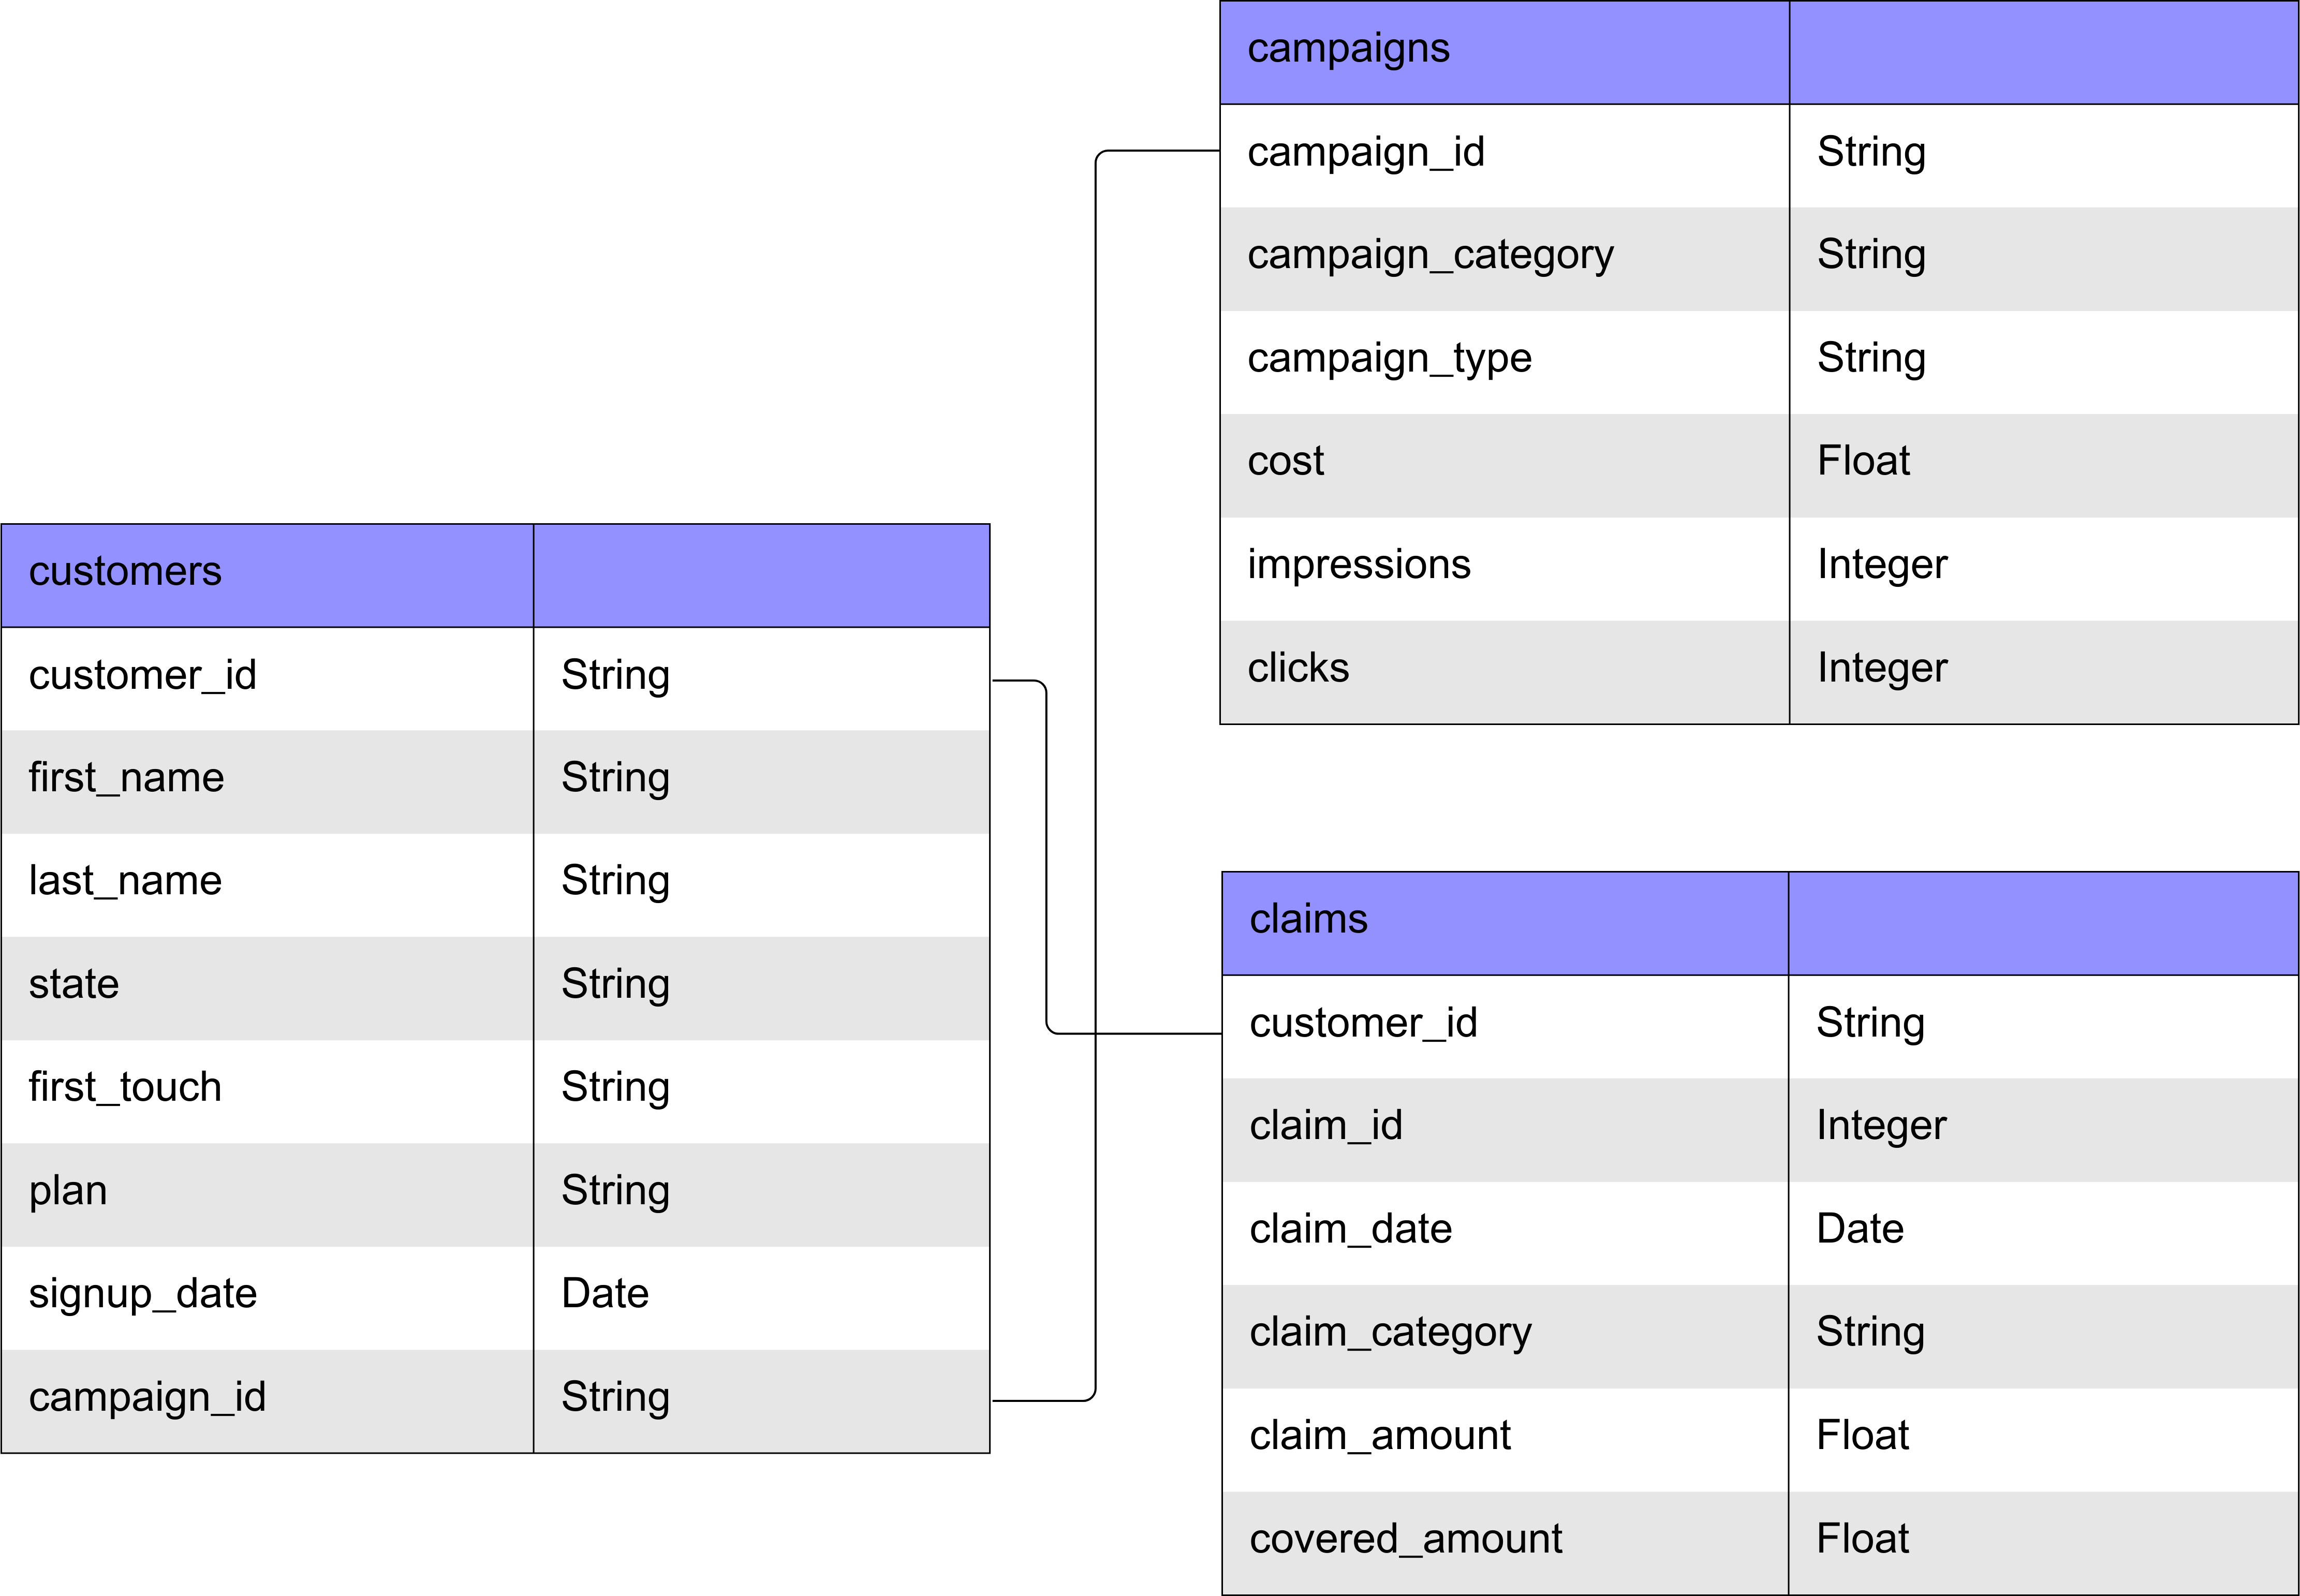 campaigns
campaign_id String
campaign_category String
campaign_type String
cost Float
impressions Integer
clicks Integer
customers
customer_id String
first_name String
last_name String
state String
first_touch String
plan String
signup_date Date
campaign_id String
claims
customer_id String
claim_id Integer
claim_date Date
claim_category String
claim_amount Float
covered_amount Float